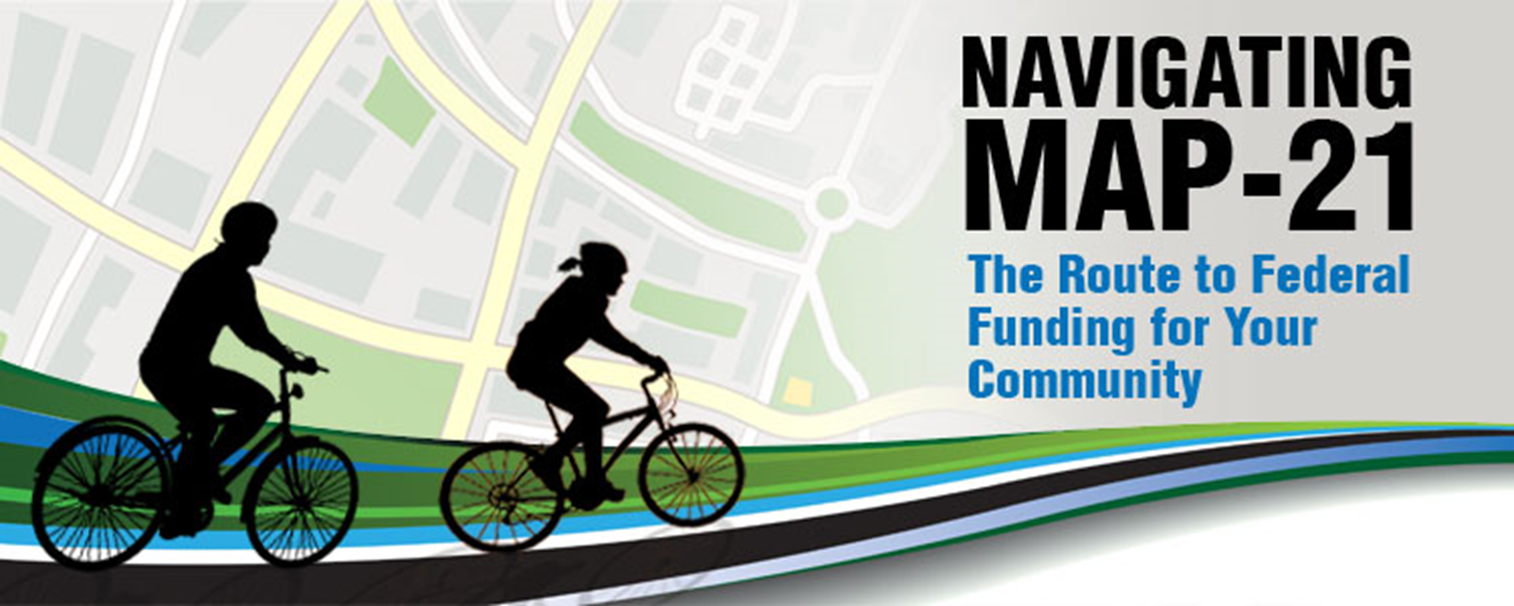 NAVIGATING
MAP-21
The Route to Federal
Funding for Your
Community